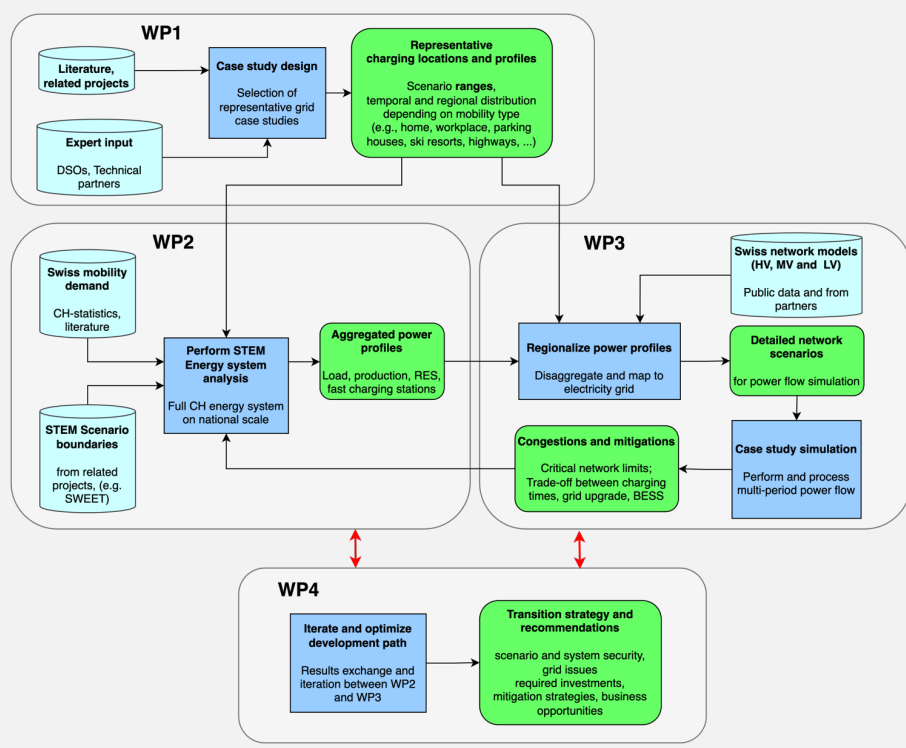 WP1
Literature,
related projects
Expert input
DSOs, Technical
partners
Case study design
Selection of
representative grid
case studies
Representative
charging locations and profiles
Scenario ranges,
temporal and regional distribution
depending on mobility type
(e.g., home, workplace, parking
houses, ski resorts, highways, ...)
WP2
Swiss mobility
demand
CH-statistics,
literature
STEM Scenario
boundaries
from related
projects, (e.g.
SWEET)
Perform STEM
Energy system
analysis
Full CH energy system
on national scale
Aggregated power
profiles
Load, production, RES,
fast charging stations
WP3
Swiss network models
(HV, MV and LV)
Public data and from
partners
Regionalize power profiles
Disaggregate and map to
electricity grid
Detailed network
scenarios
for power flow simulation
Case study simulation
Perform and process
multi-period power flow
Congestions and mitigations
Critical network limits;
Trade-off between charging
times, grid upgrade, BESS
WP4
Iterate and optimize
development path
Results exchange and
iteration between WP2
and WP3
Transition strategy and
recommendations
scenario and system security,
grid issues
required investments,
mitigation strategies, business
opportunities